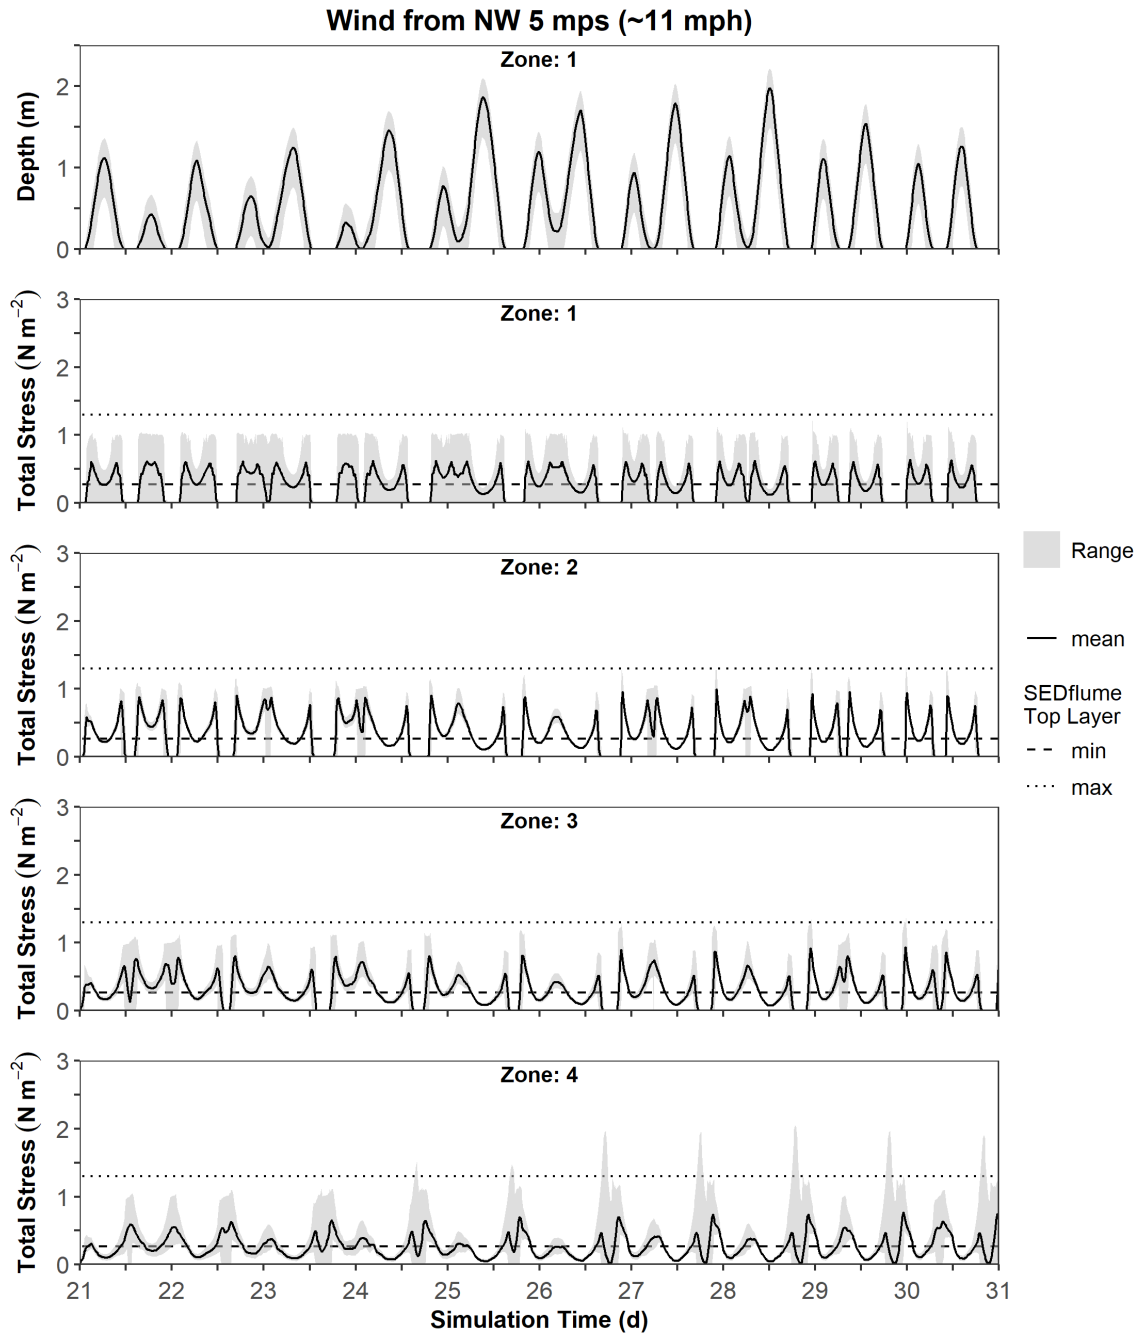 Wind from NW 5 mps (~11 mph)
Zone: 1
Depth (m)
2
1
0
Zone: 1
Total Stress (N m−2)
3
2
1
0
Zone: 2
Total Stress (N m−2)
3
2
1
0
Zone: 3
Total Stress (N m−2)
3
2
1
0
Zone: 4
Total Stress (N m−2)
3
2
1
0
21 22 23 24 25 26 27 28 29 30 31
Simulation Time (d)
Range
mean
SEDflume
Top Layer
min
max